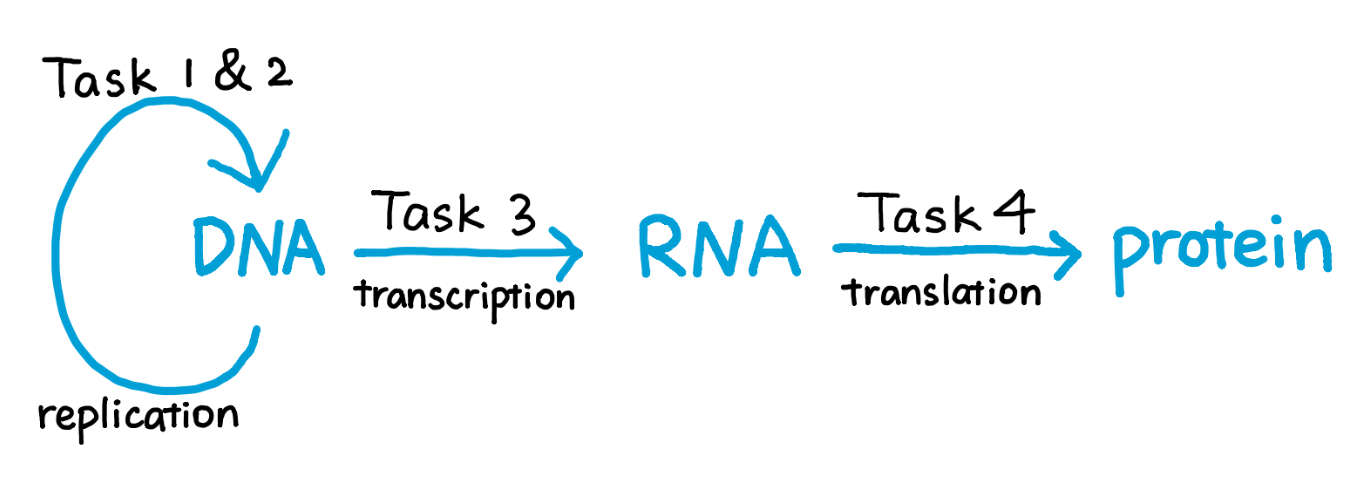 Task 1 & 2
DNA
Task 3
transcription
RNA
Task 4
translation
protein
replication